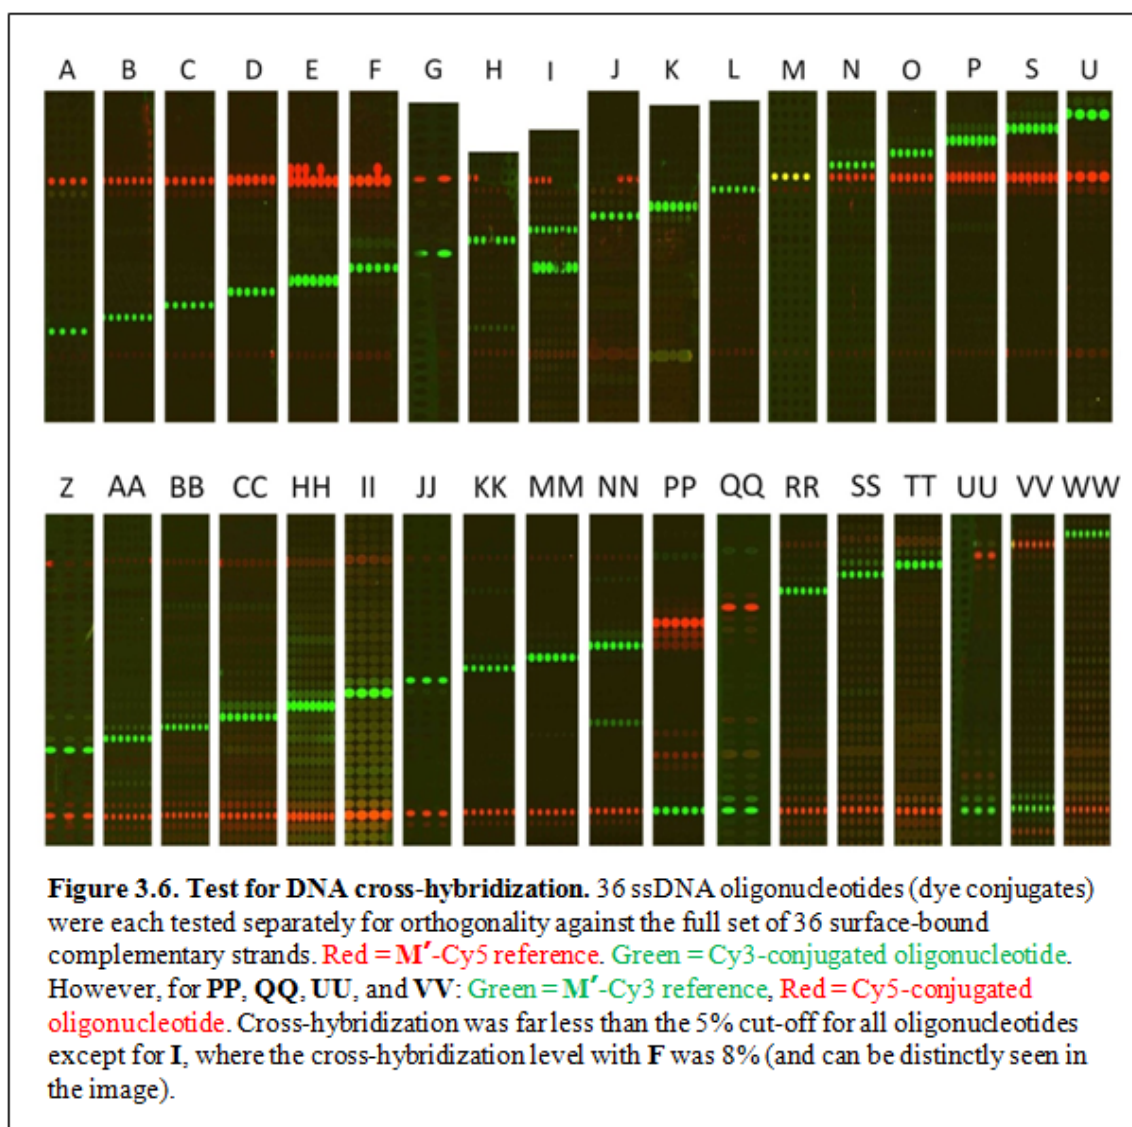 A B C D E F G H I J K L M N O P S U
Z AA BB CC HH II JJ KK MM NN PP QQ RR SS TT UU VV WW
Figure 3.6. Test for DNA cross-hybridization. 36 ssDNA oligonucleotides (dye conjugates)
were each tested separately for orthogonality against the full set of 36 surface-bound
complementary strands. Red = M′-Cy5 reference. Green = Cy3-conjugated oligonucleotide.
However, for PP, QQ, UU, and VV: Green = M′-Cy3 reference, Red = Cy5-conjugated
oligonucleotide. Cross-hybridization was far less than the 5% cut-off for all oligonucleotides
except for I, where the cross-hybridization level with F was 8% (and can be distinctly seen in
the image).